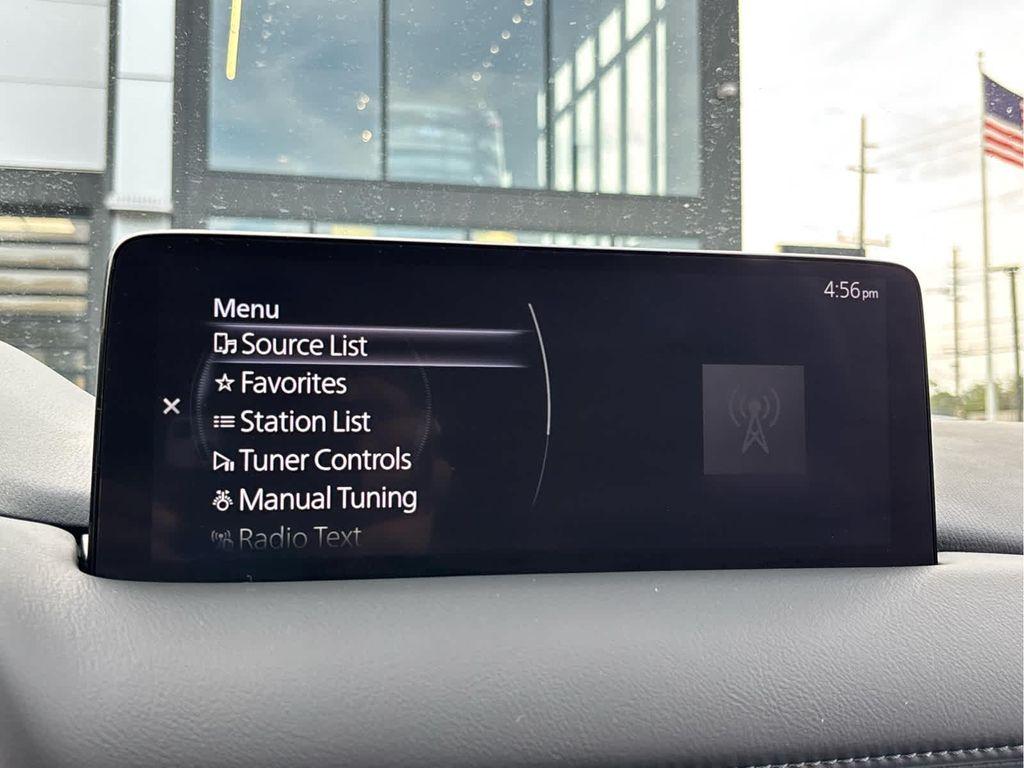 4:56pm
Menu
Source List
Favorites
Station List
Tuner Controls
Manual Tuning
Radio Text